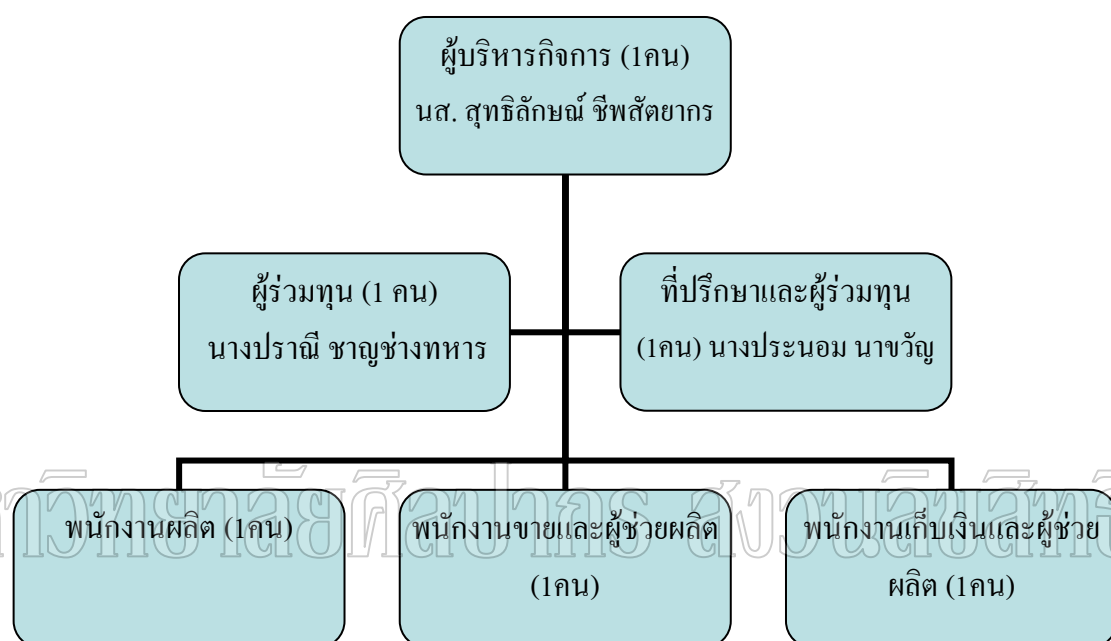 ผู้บริหารกิจการ (1คน)
นส. สุทธิลักษณ์ ชีพสัตยากร
ผู้ร่วมทุน (1 คน)
นางปราณี ชาญช่างทหาร
ที่ปรึกษาและผู้ร่วมทุน
(1คน) นางประนอม นาขวัญ
พนักงานผลิต (1คน)
พนักงานขายและผู้ช่วยผลิต
(1คน)
พนักงานเก็บเงินและผู้ช่วย
ผลิต (1คน)